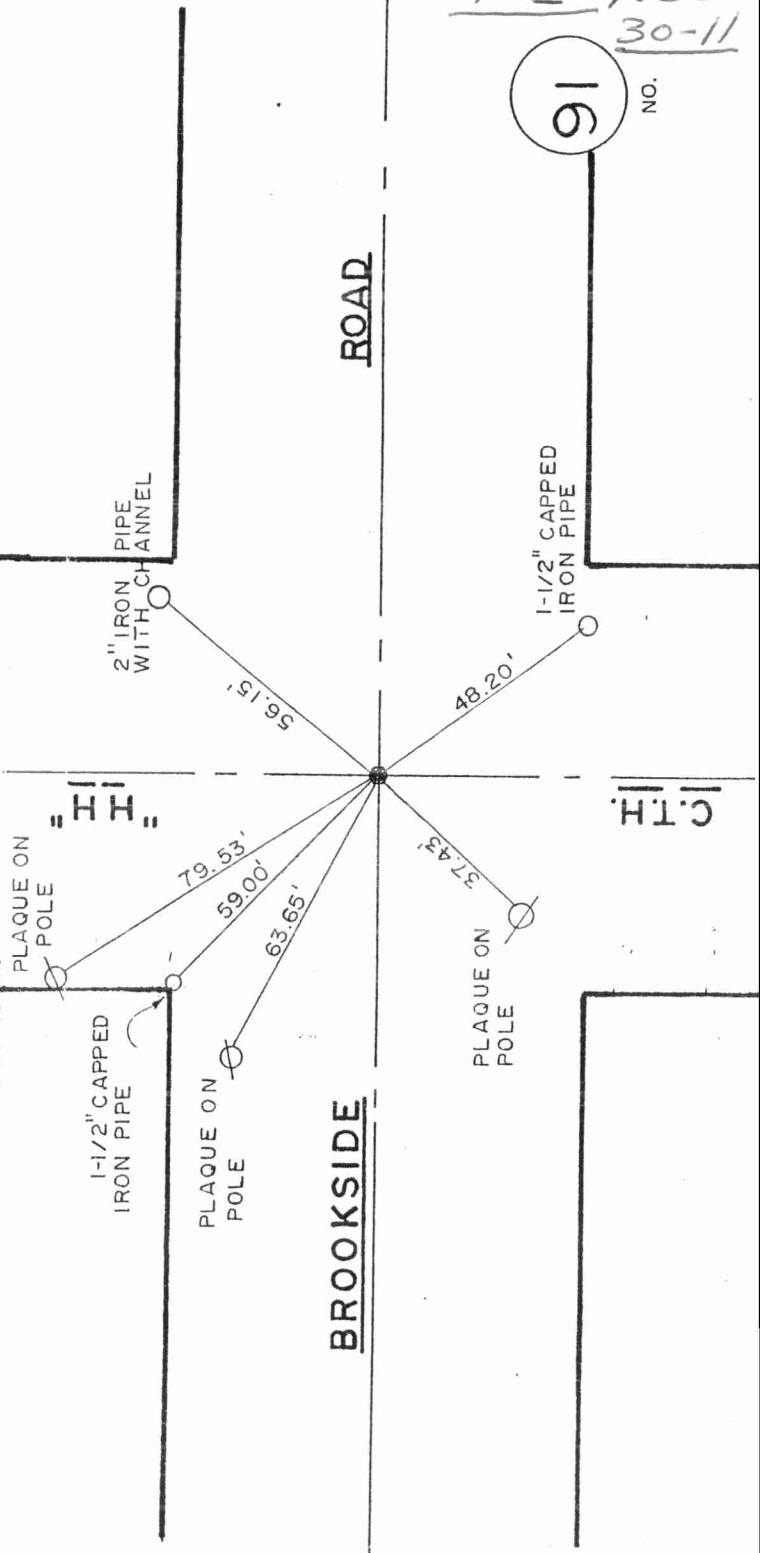 30-11
91
NO.
BROOKSIDE ROAD
C.T.H. "HH"
PLAQUE ON
POLE
79.53'
1-1/2" CAPPED
IRON PIPE
59.00'
PLAQUE ON
POLE
63.65'
2" IRON PIPE
WITH CHANNEL
56.15'
1-1/2" CAPPED
IRON PIPE
48.20'
PLAQUE ON
POLE
37.43'